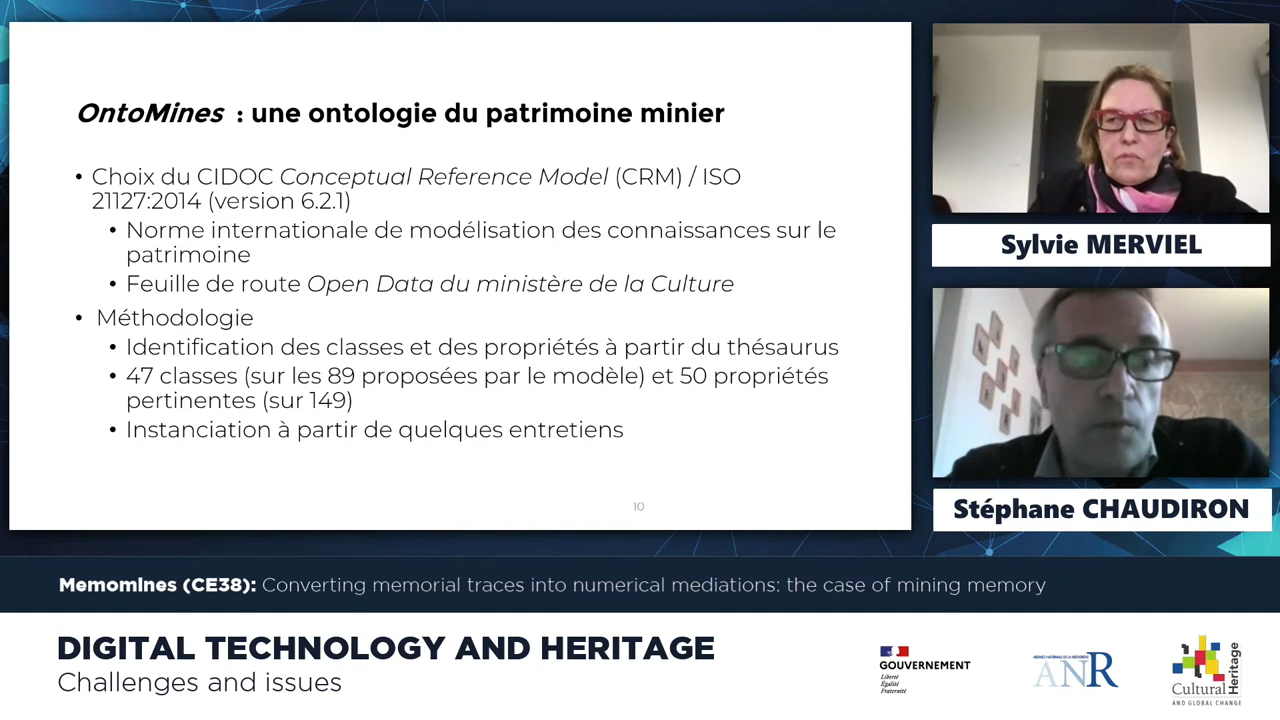 OntoMines : une ontologie du patrimoine minier
• Choix du CIDOC Conceptual Reference Model (CRM) / ISO
21127:2014 (version 6.2.1)
• Norme internationale de modélisation des connaissances sur le
patrimoine
• Feuille de route Open Data du ministère de la Culture
• Méthodologie
• Identification des classes et des propriétés à partir du thésaurus
• 47 classes (sur les 89 proposées par le modèle) et 50 propriétés
pertinentes (sur 149)
• Instanciation à partir de quelques entretiens
10
Sylvie MERVIEL
Stéphane CHAUDIRON
Memomines (CE38): Converting memorial traces into numerical mediations: the case of mining memory
DIGITAL TECHNOLOGY AND HERITAGE
Challenges and issues
GOUVERNEMENT
Liberté
Égalité
Fraternité
AGENCE NATIONALE DE LA RECHERCHE
ANR
Cultural
Heritage
AND GLOBAL CHANGE